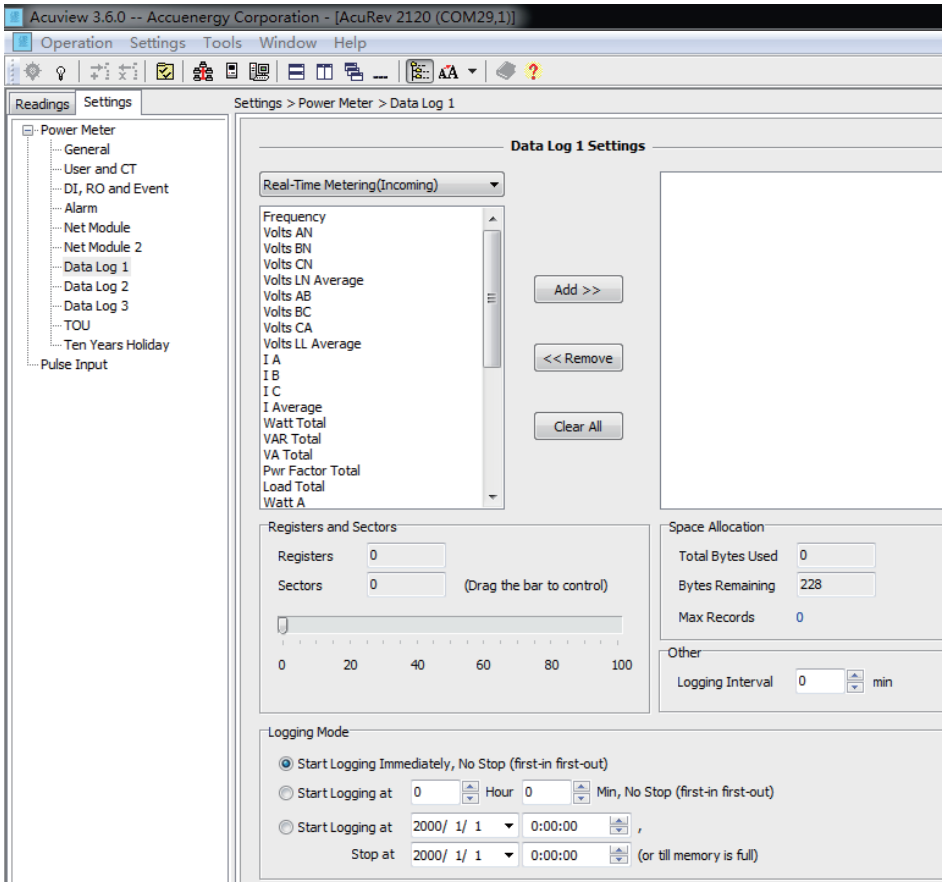 Acuview 3.6.0 -- Accuenergy Corporation - [AcuRev 2120 (COM29,1)]
Operation Settings Tools Window Help
Readings Settings
Settings > Power Meter > Data Log 1
Power Meter
General
User and CT
DI, RO and Event
Alarm
Net Module
Net Module 2
Data Log 1
Data Log 2
Data Log 3
TOU
Ten Years Holiday
Pulse Input
Data Log 1 Settings
Real-Time Metering(Incoming)
Frequency
Volts AN
Volts BN
Volts CN
Volts LN Average
Volts AB
Volts BC
Volts CA
Volts LL Average
I A
I B
I C
I Average
Watt Total
VAR Total
VA Total
Pwr Factor Total
Load Total
Watt A
Add >>
<< Remove
Clear All
Registers and Sectors
Registers 0
Sectors 0 (Drag the bar to control)
0 20 40 60 80 100
Space Allocation
Total Bytes Used 0
Bytes Remaining 228
Max Records 0
Other
Logging Interval 0 min
Logging Mode
Start Logging Immediately, No Stop (first-in first-out)
Start Logging at 0 Hour 0 Min, No Stop (first-in first-out)
Start Logging at 2000/ 1/ 1 0:00:00 ,
Stop at 2000/ 1/ 1 0:00:00 (or till memory is full)